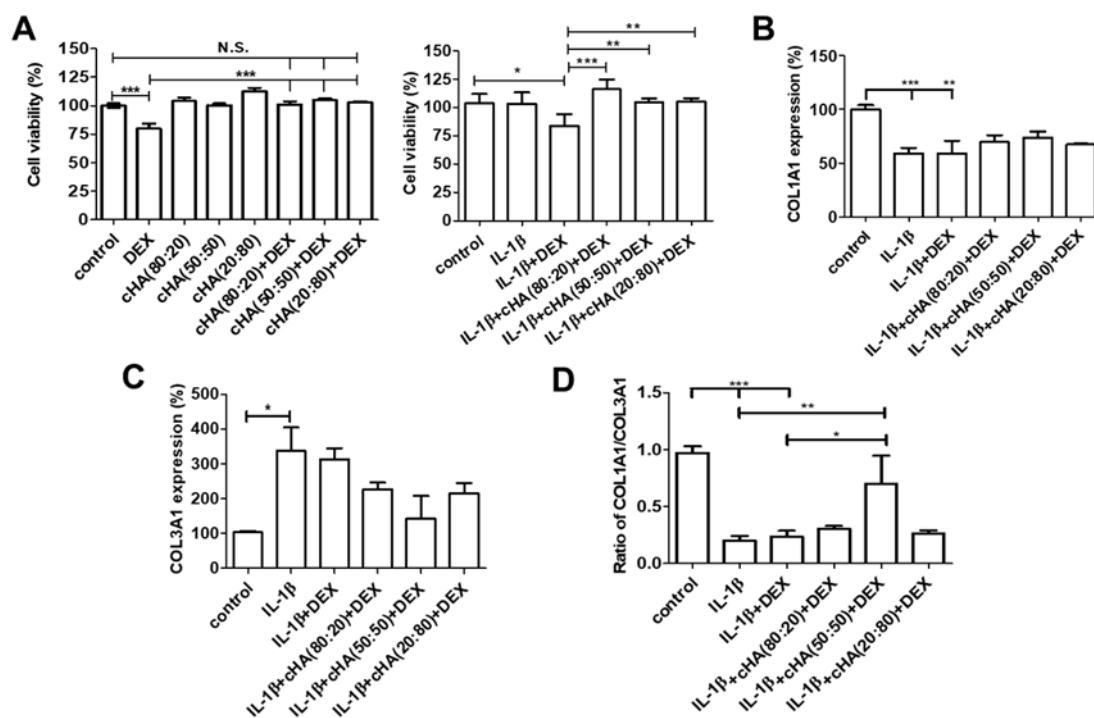 A
Cell viability (%)
150
125
100
75
50
25
0
N.S.
***
***
control
DEX
cHA(80:20)
cHA(50:50)
cHA(20:80)
cHA(80:20)+DEX
cHA(50:50)+DEX
cHA(20:80)+DEX
Cell viability (%)
150
125
100
75
50
25
0
**
**
***
*
control
IL-1β
IL-1β+DEX
IL-1β+cHA(80:20)+DEX
IL-1β+cHA(50:50)+DEX
IL-1β+cHA(20:80)+DEX
B
COL1A1 expression (%)
150
100
50
0
*** **
control
IL-1β
IL-1β+DEX
IL-1β+cHA(80:20)+DEX
IL-1β+cHA(50:50)+DEX
IL-1β+cHA(20:80)+DEX
C
COL3A1 expression (%)
500
400
300
200
100
0
*
control
IL-1β
IL-1β+DEX
IL-1β+cHA(80:20)+DEX
IL-1β+cHA(50:50)+DEX
IL-1β+cHA(20:80)+DEX
D
Ratio of COL1A1/COL3A1
1.5
1.0
0.5
0.0
***
**
*
control
IL-1β
IL-1β+DEX
IL-1β+cHA(80:20)+DEX
IL-1β+cHA(50:50)+DEX
IL-1β+cHA(20:80)+DEX